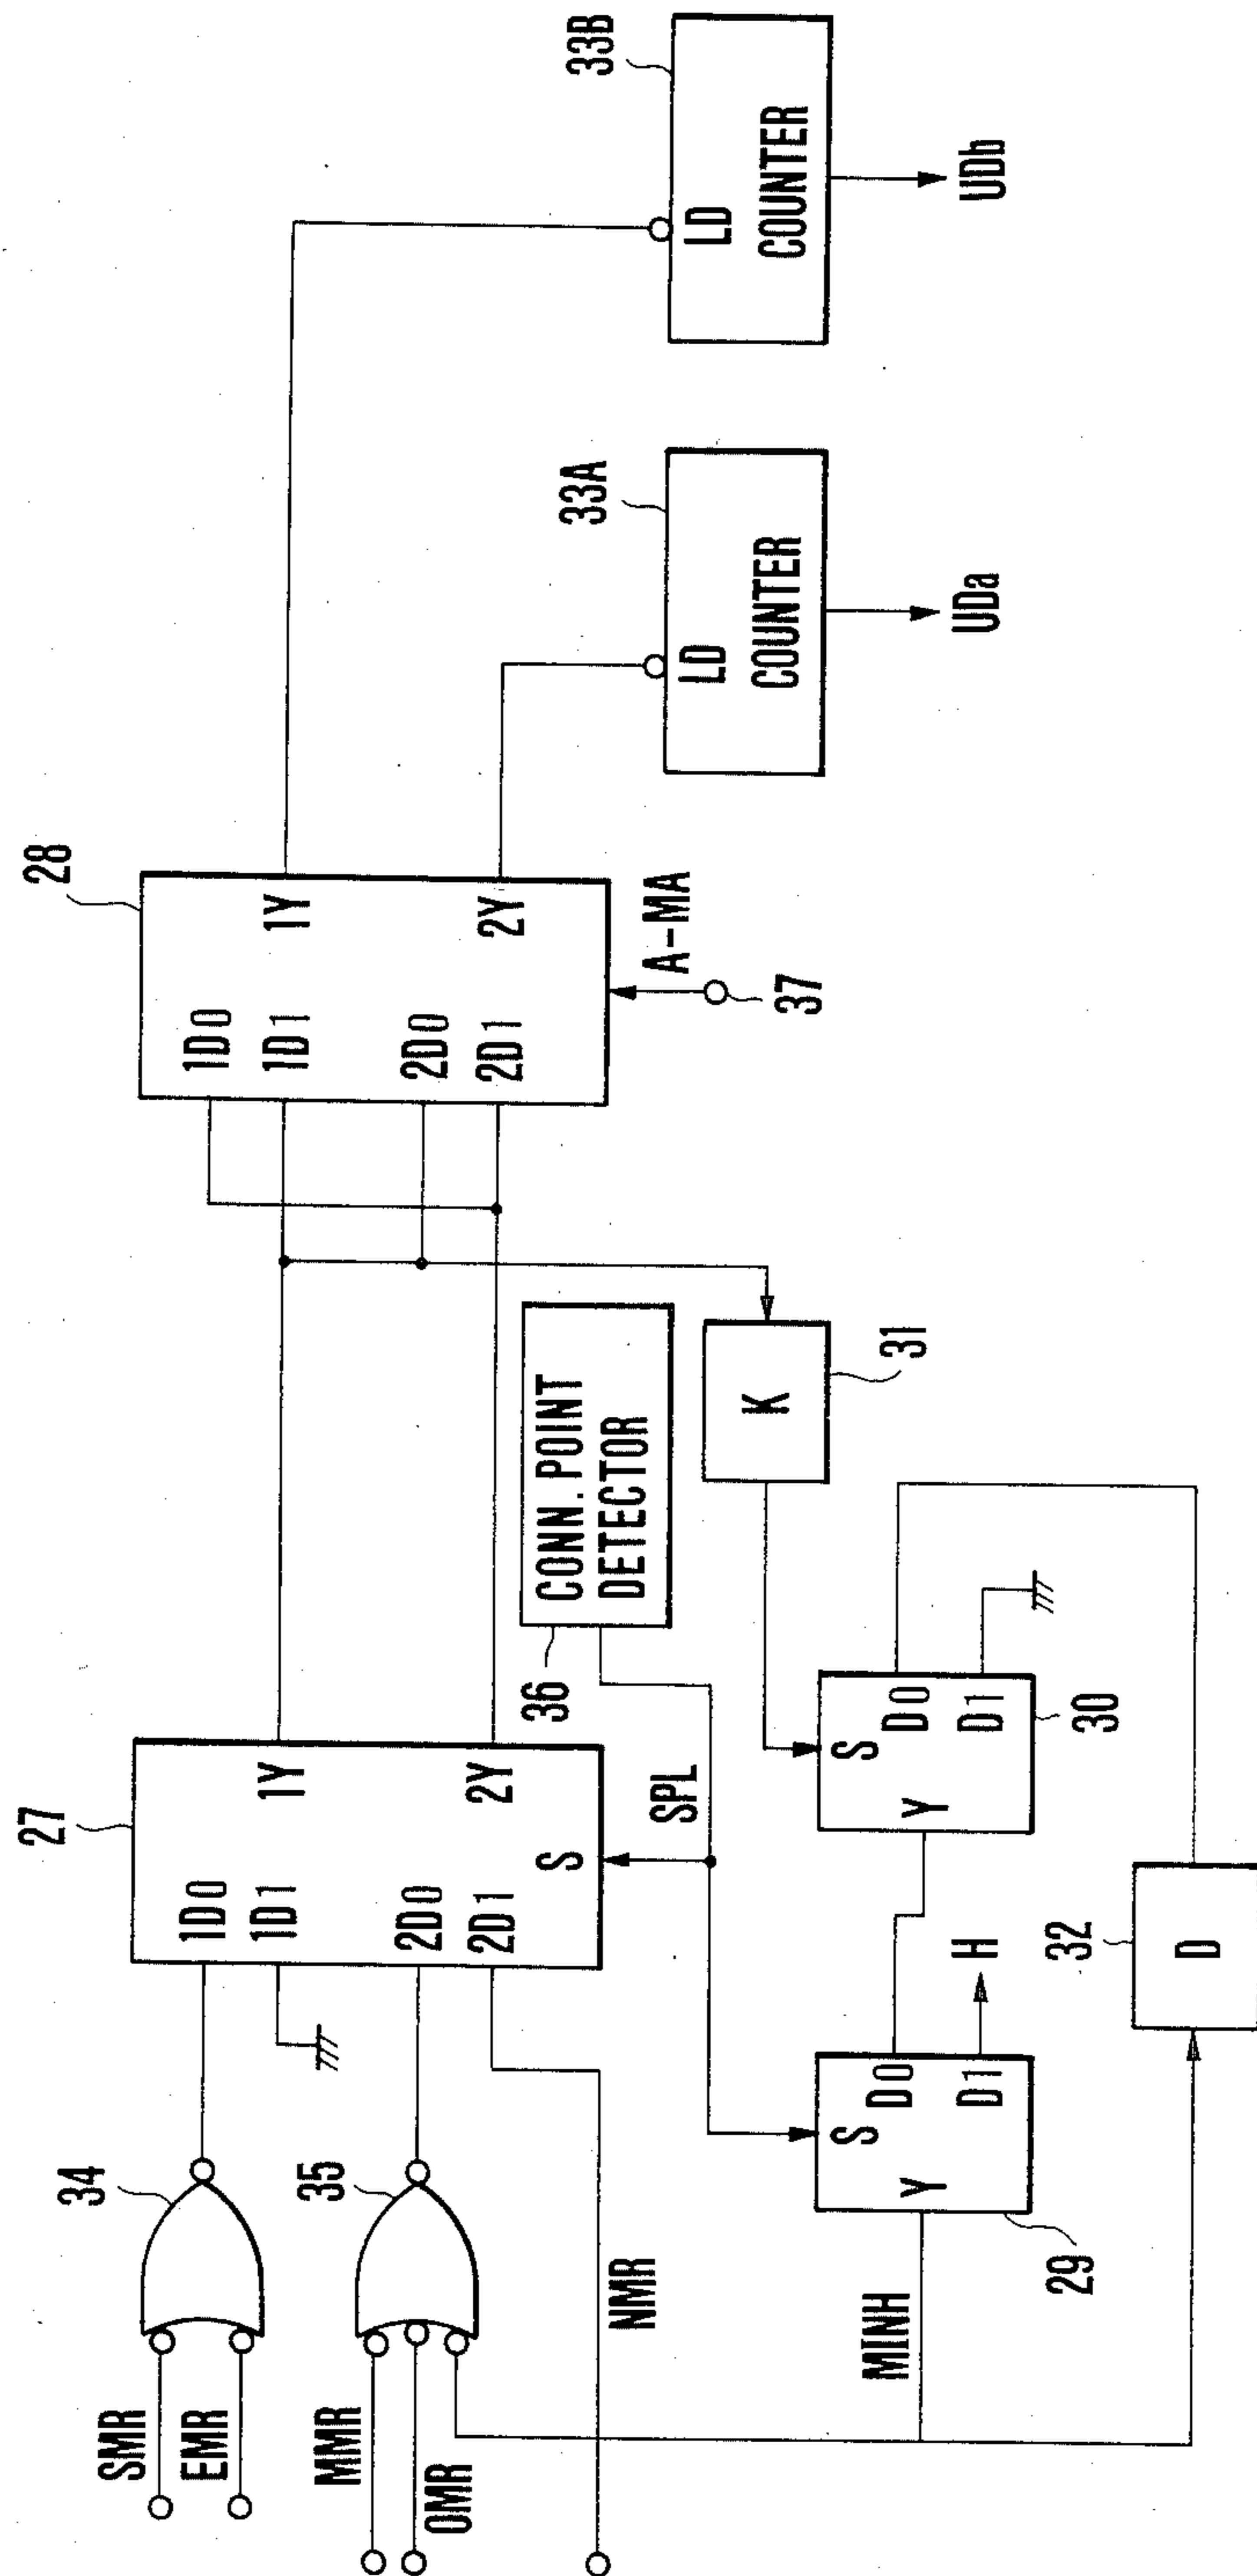 SMR
EMR
MMR
OMR
NMR
34
35
27
1D0
1D1
2D0
2D1
1Y
2Y
S
28
1D0
1D1
2D0
2D1
1Y
2Y
A-MA
37
33A
LD
COUNTER
UDa
33B
LD
COUNTER
UDb
36
CONN. POINT
DETECTOR
SPL
K
31
S
D0
D1
Y
30
S
D0
D1
Y
29
H
MINH
32
D